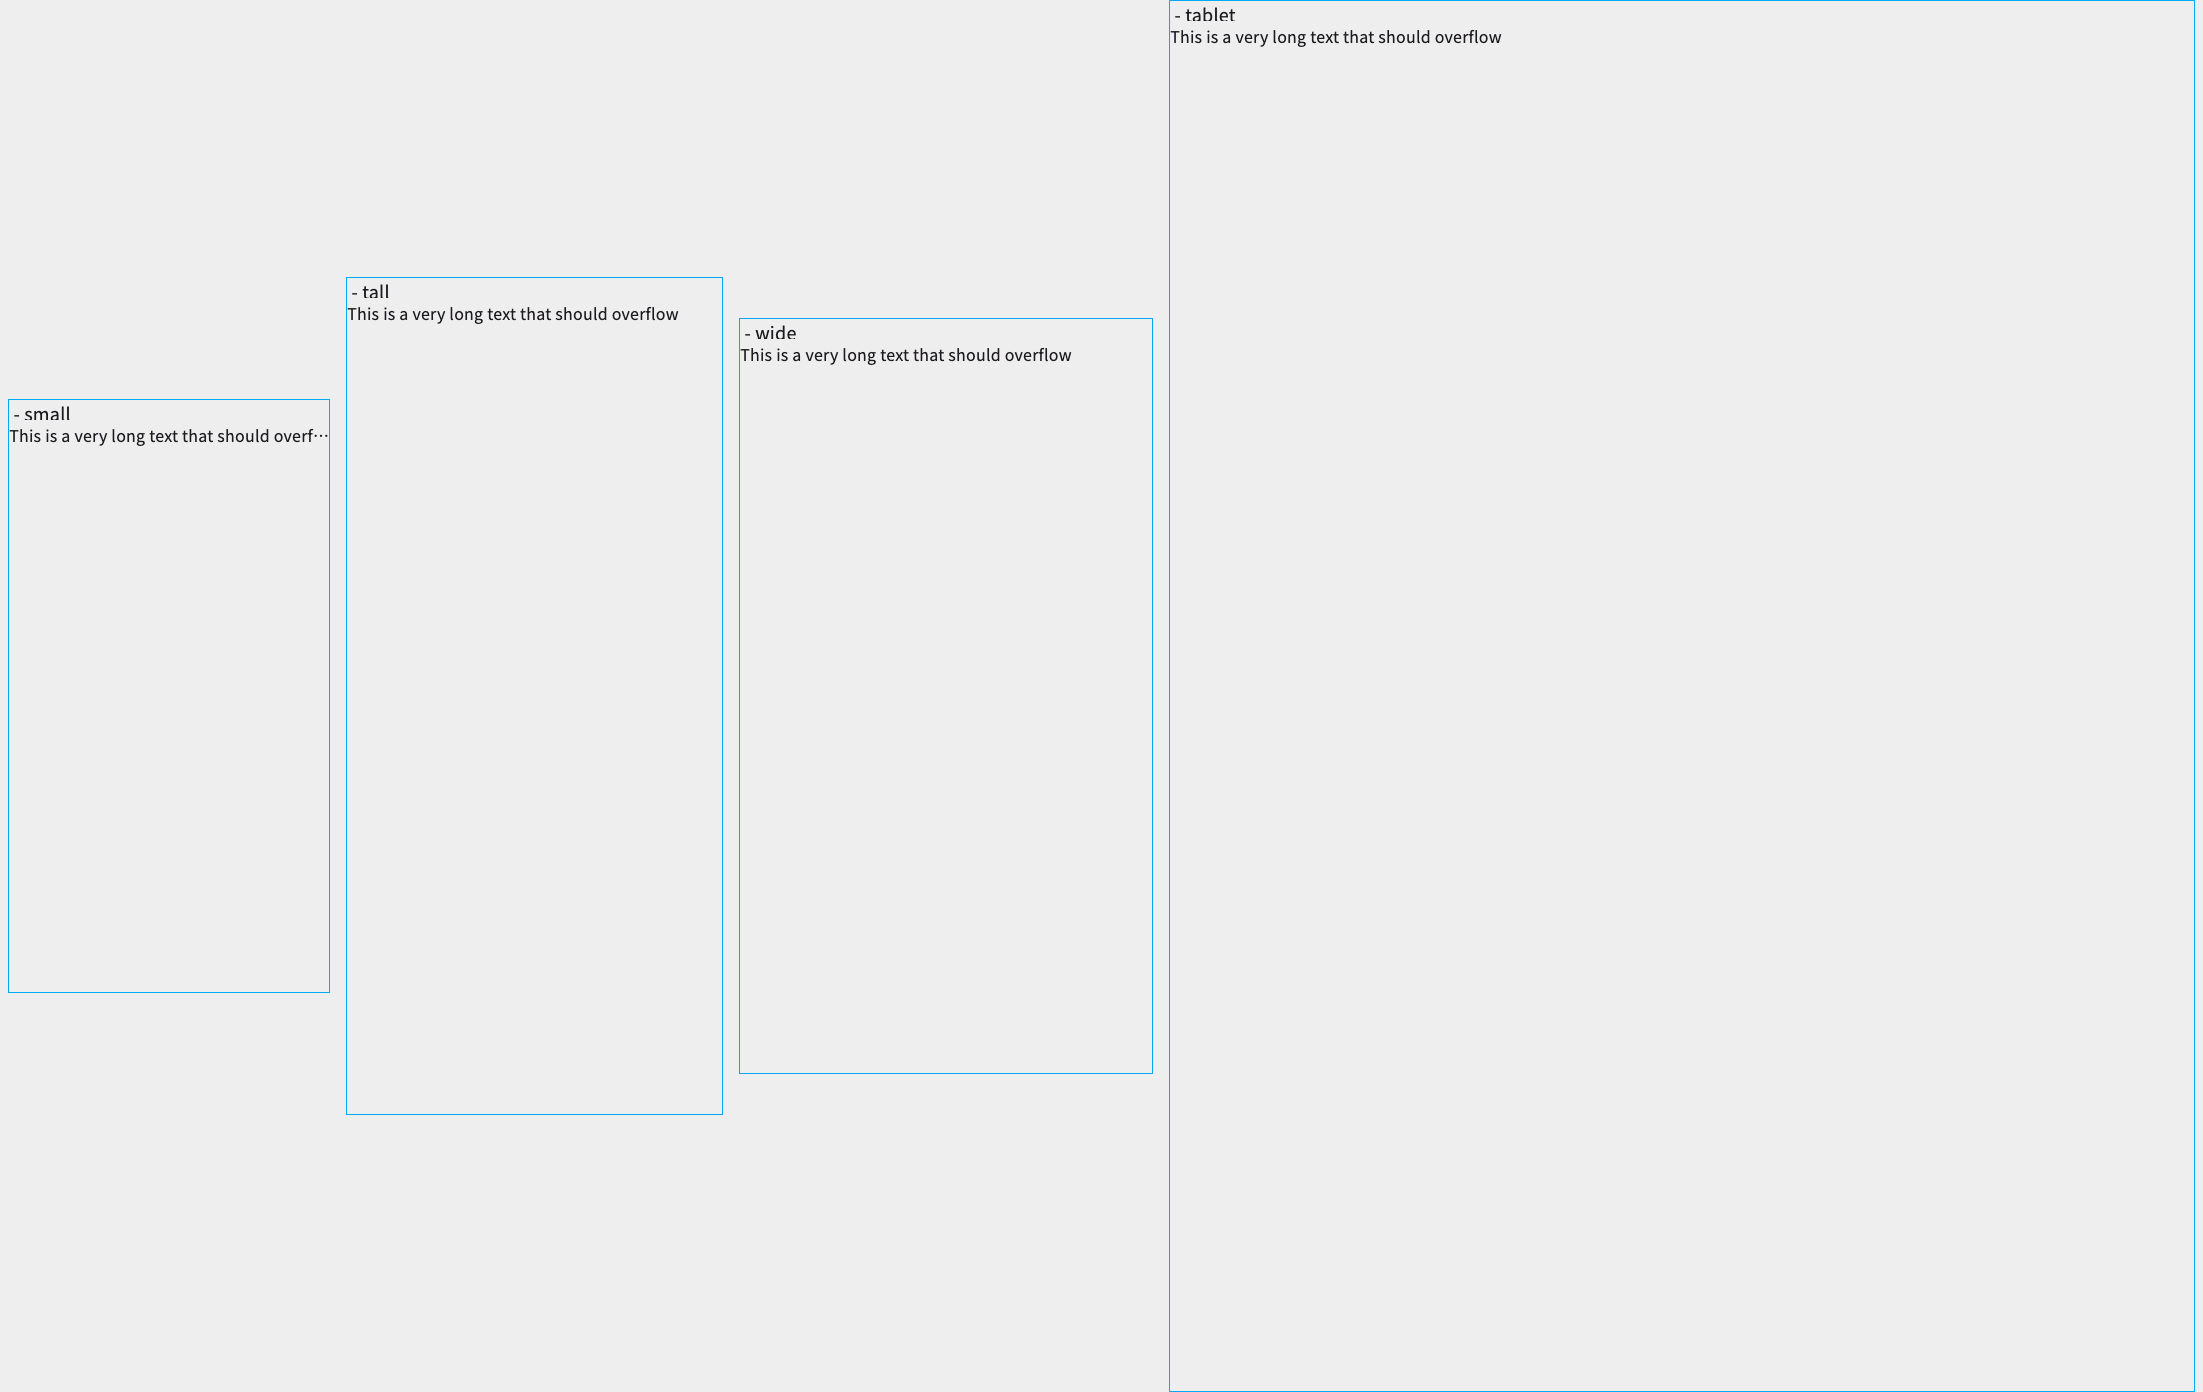 - tablet
This is a very long text that should overflow
- tall
This is a very long text that should overflow
- wide
This is a very long text that should overflow
- small
This is a very long text that should overf…